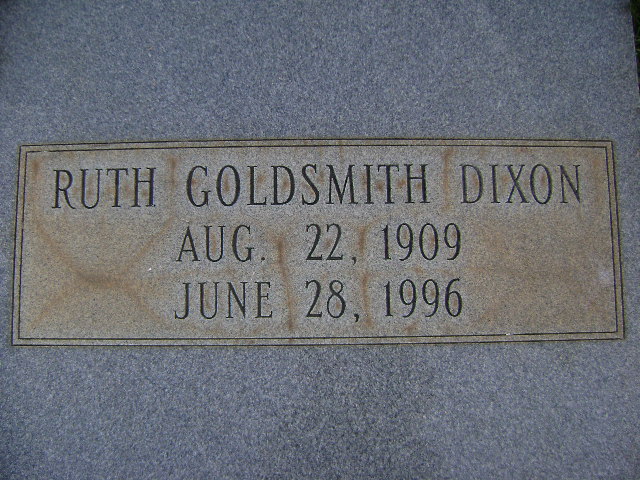 RUTH GOLDSMITH DIXON
AUG. 22, 1909
JUNE 28, 1996